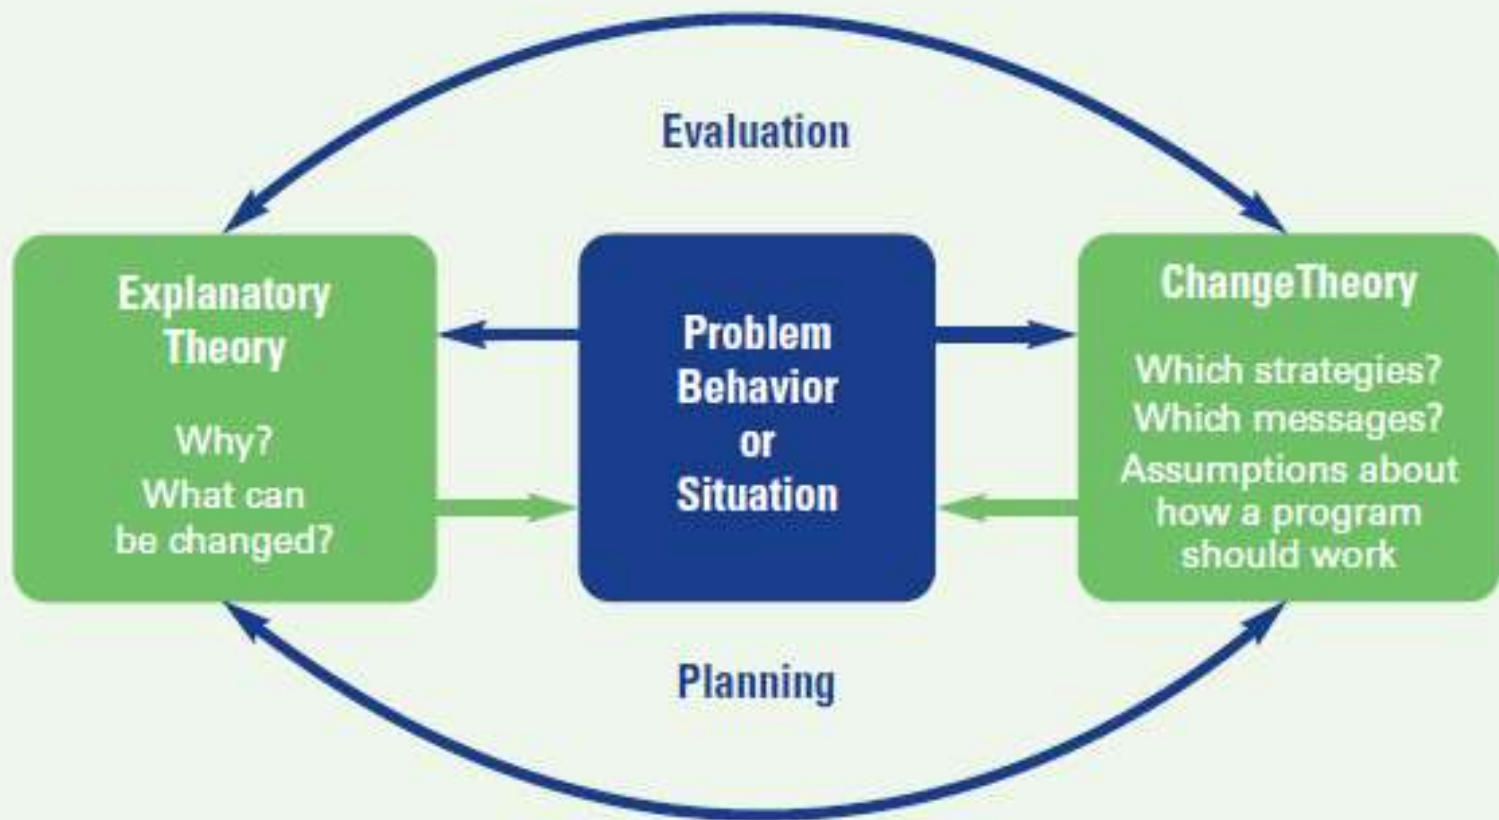 Evaluation
Explanatory
Theory
Why?
What can
be changed?
Problem
Behavior
or
Situation
ChangeTheory
Which strategies?
Which messages?
Assumptions about
how a program
should work
Planning